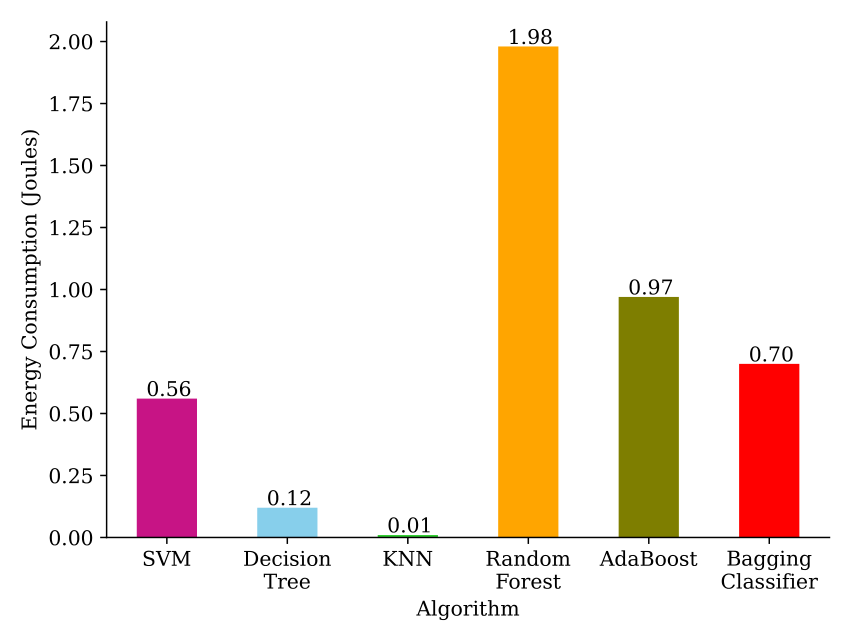 Energy Consumption (Joules)
2.00
1.75
1.50
1.25
1.00
0.75
0.50
0.25
0.00
0.56
0.12
0.01
1.98
0.97
0.70
SVM
Decision
Tree
KNN
Random
Forest
AdaBoost
Bagging
Classifier
Algorithm